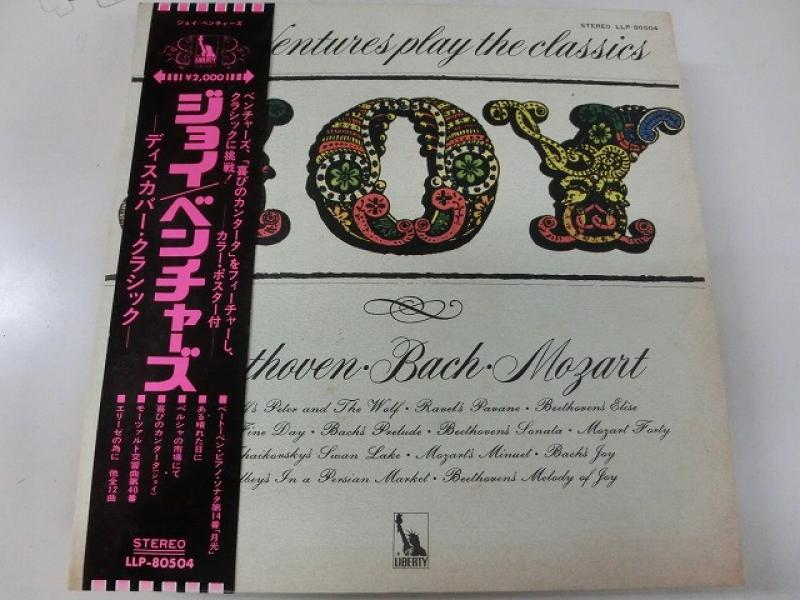 ジョイ/ベンチャーズ
LIBERTY
¥2,000
ジョイ/ベンチャーズ
—ディスカバー・クラシック—
ベンチャーズ、「喜びのカンタータ」をフィーチャーし、
クラシックに挑戦!
カラー・ポスター付
■ベートーベン・ピアノ・ソナタ第14番「月光」
■ある晴れた日に
■ペルシャの市場にて
■喜びのカンタータ(ジョイ)
■モーツァルト交響曲第40番
■エリーゼの為に 他全12曲
STEREO
LLP-80504
STEREO LLP-80504
Ventures play the classics
OY
thoven · Bach · Mozart
's Peter and The Wolf · Ravel's Pavane · Beethoven's Elise
Fine Day · Bach's Prelude · Beethoven's Sonata · Mozart Forty
haikovsky's Swan Lake · Mozart's Minuet · Bach's Joy
lbey's In a Persian Market · Beethoven's Melody of Joy
LIBERTY